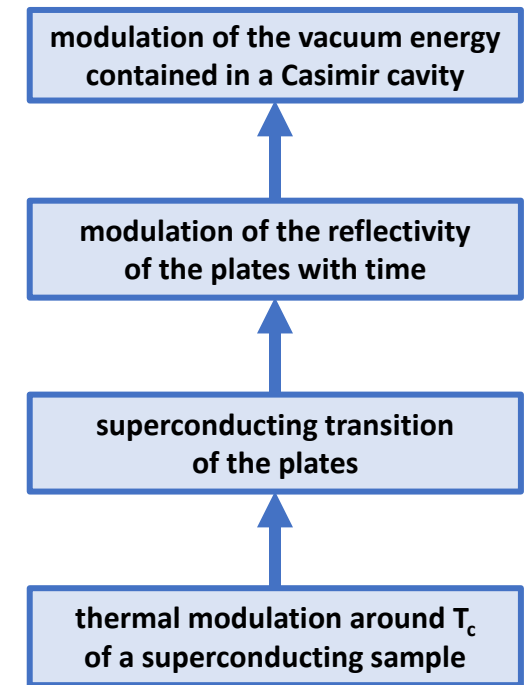 modulation of the vacuum energy
contained in a Casimir cavity
modulation of the reflectivity
of the plates with time
superconducting transition
of the plates
thermal modulation around Tc
of a superconducting sample